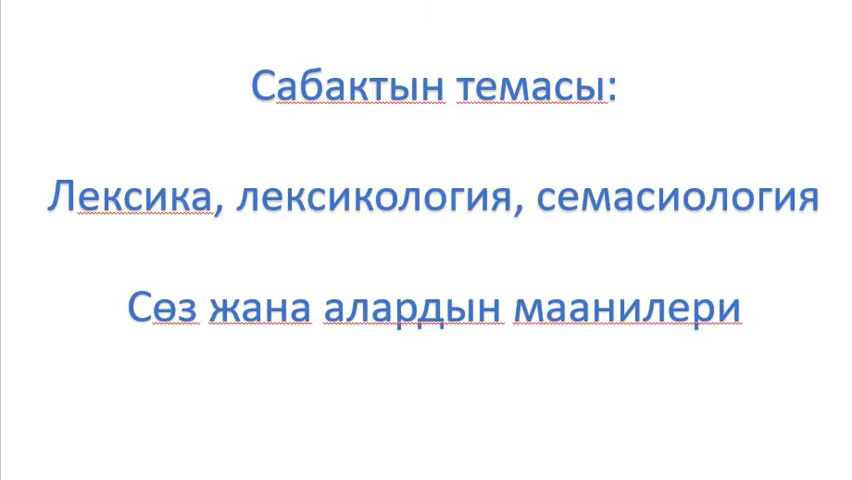 Сабактын темасы:
Лексика, лексикология, семасиология
Сөз жана алардын маанилери